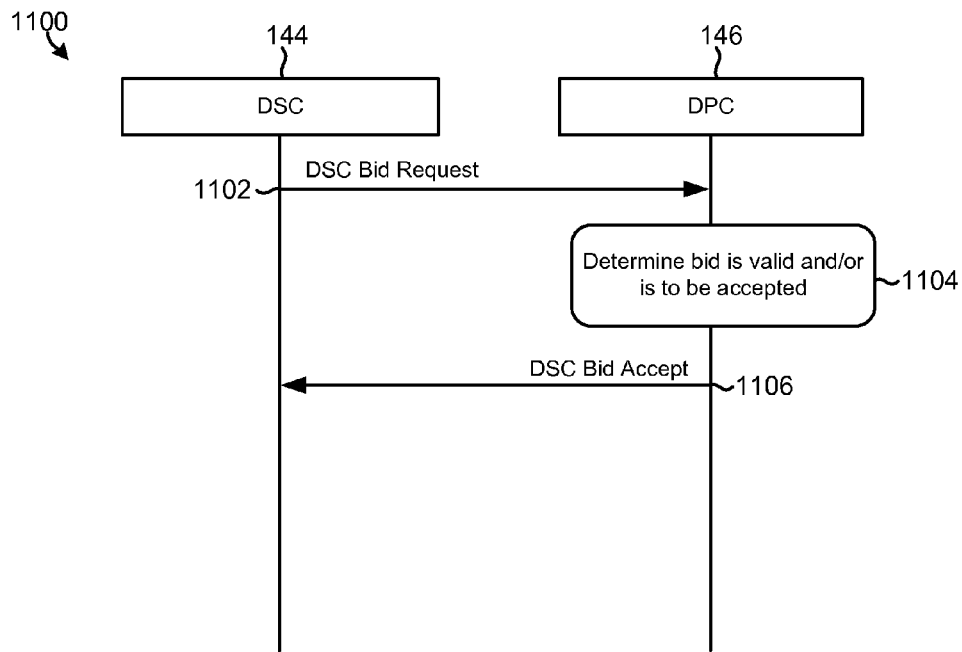 1100
144
146
DSC
DPC
DSC Bid Request
1102
Determine bid is valid and/or
is to be accepted
1104
DSC Bid Accept
1106